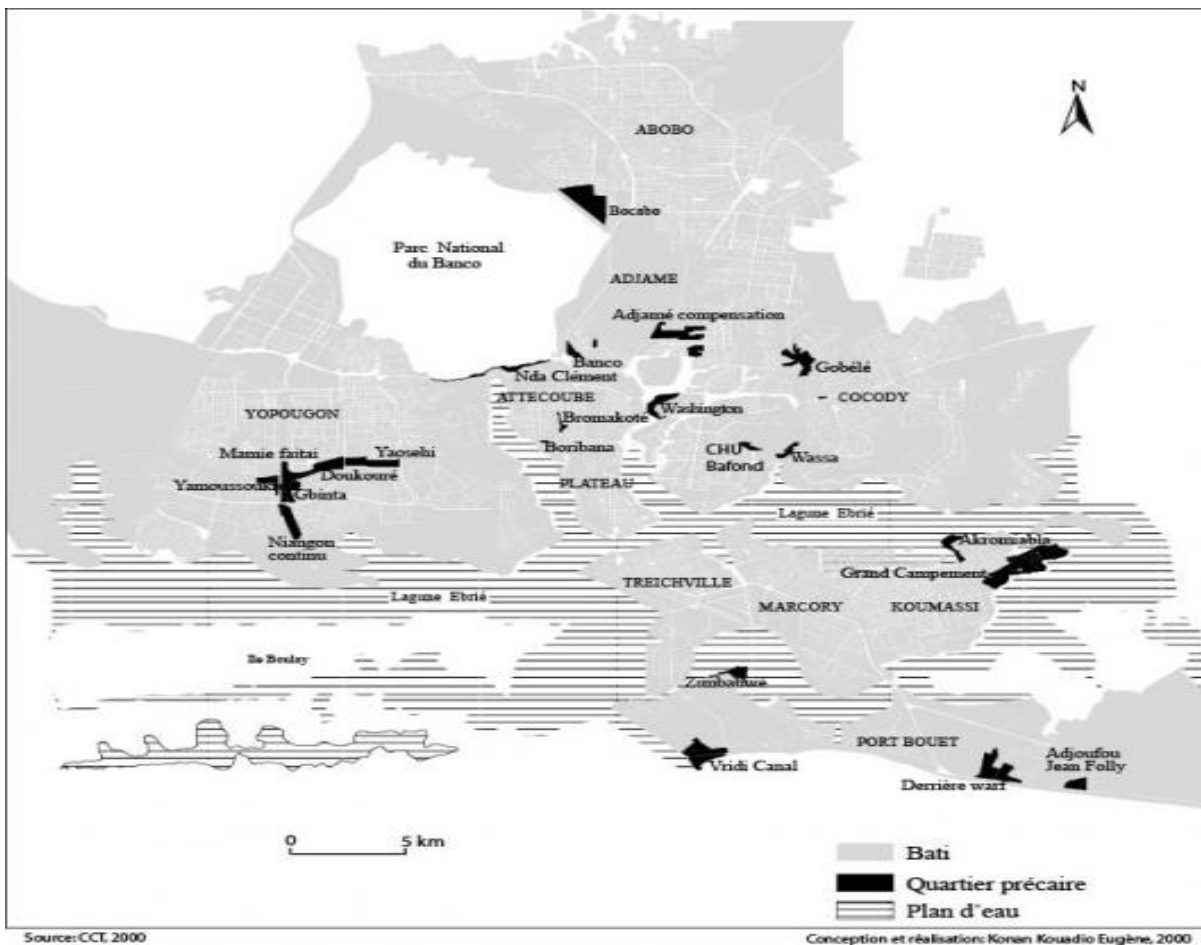 N
ABOBO
Bocabo
Parc National
du Banco
ADJAME
Adjamé compensation
Banco
Nda Clément
Gobélé
ATTECOUBE
COCODY
YOPOUGON
Bromakoté
Washington
Boribana
CHU
Bafond
Wassa
Mamie faitai
Yaosehi
Doukouré
Gbinta
PLATEAU
Niangon
continu
Lagune Ebrié
Akromiabla
Grand Campement
TREICHVILLE
MARCORY
KOUMASSI
Lagune Ebrié
Ile Boulay
Zimbabwé
PORT BOUET
Vridi Canal
Adjoufou
Jean Folly
Derrière warf
0 5 km
Bati
Quartier précaire
Plan d'eau
Source: CCT, 2000
Conception et réalisation: Konan Kouadio Eugène, 2000